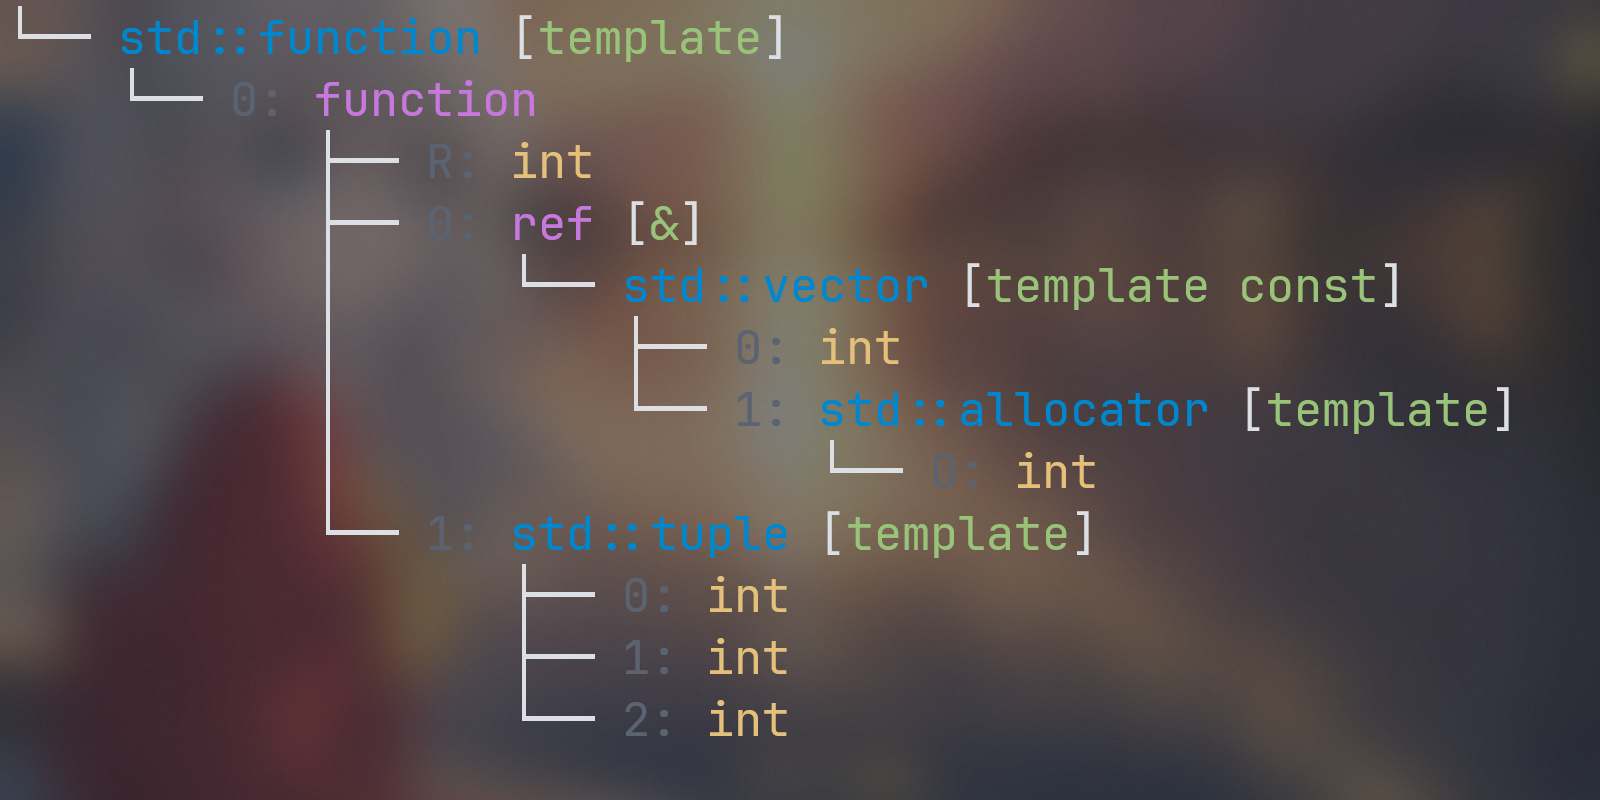 └── std::function [template]
    └── 0: function
           ├── R: int
           ├── 0: ref [&]
           │      └── std::vector [template const]
           │          ├── 0: int
           │          └── 1: std::allocator [template]
           │                 └── 0: int
           └── 1: std::tuple [template]
                  ├── 0: int
                  ├── 1: int
                  └── 2: int